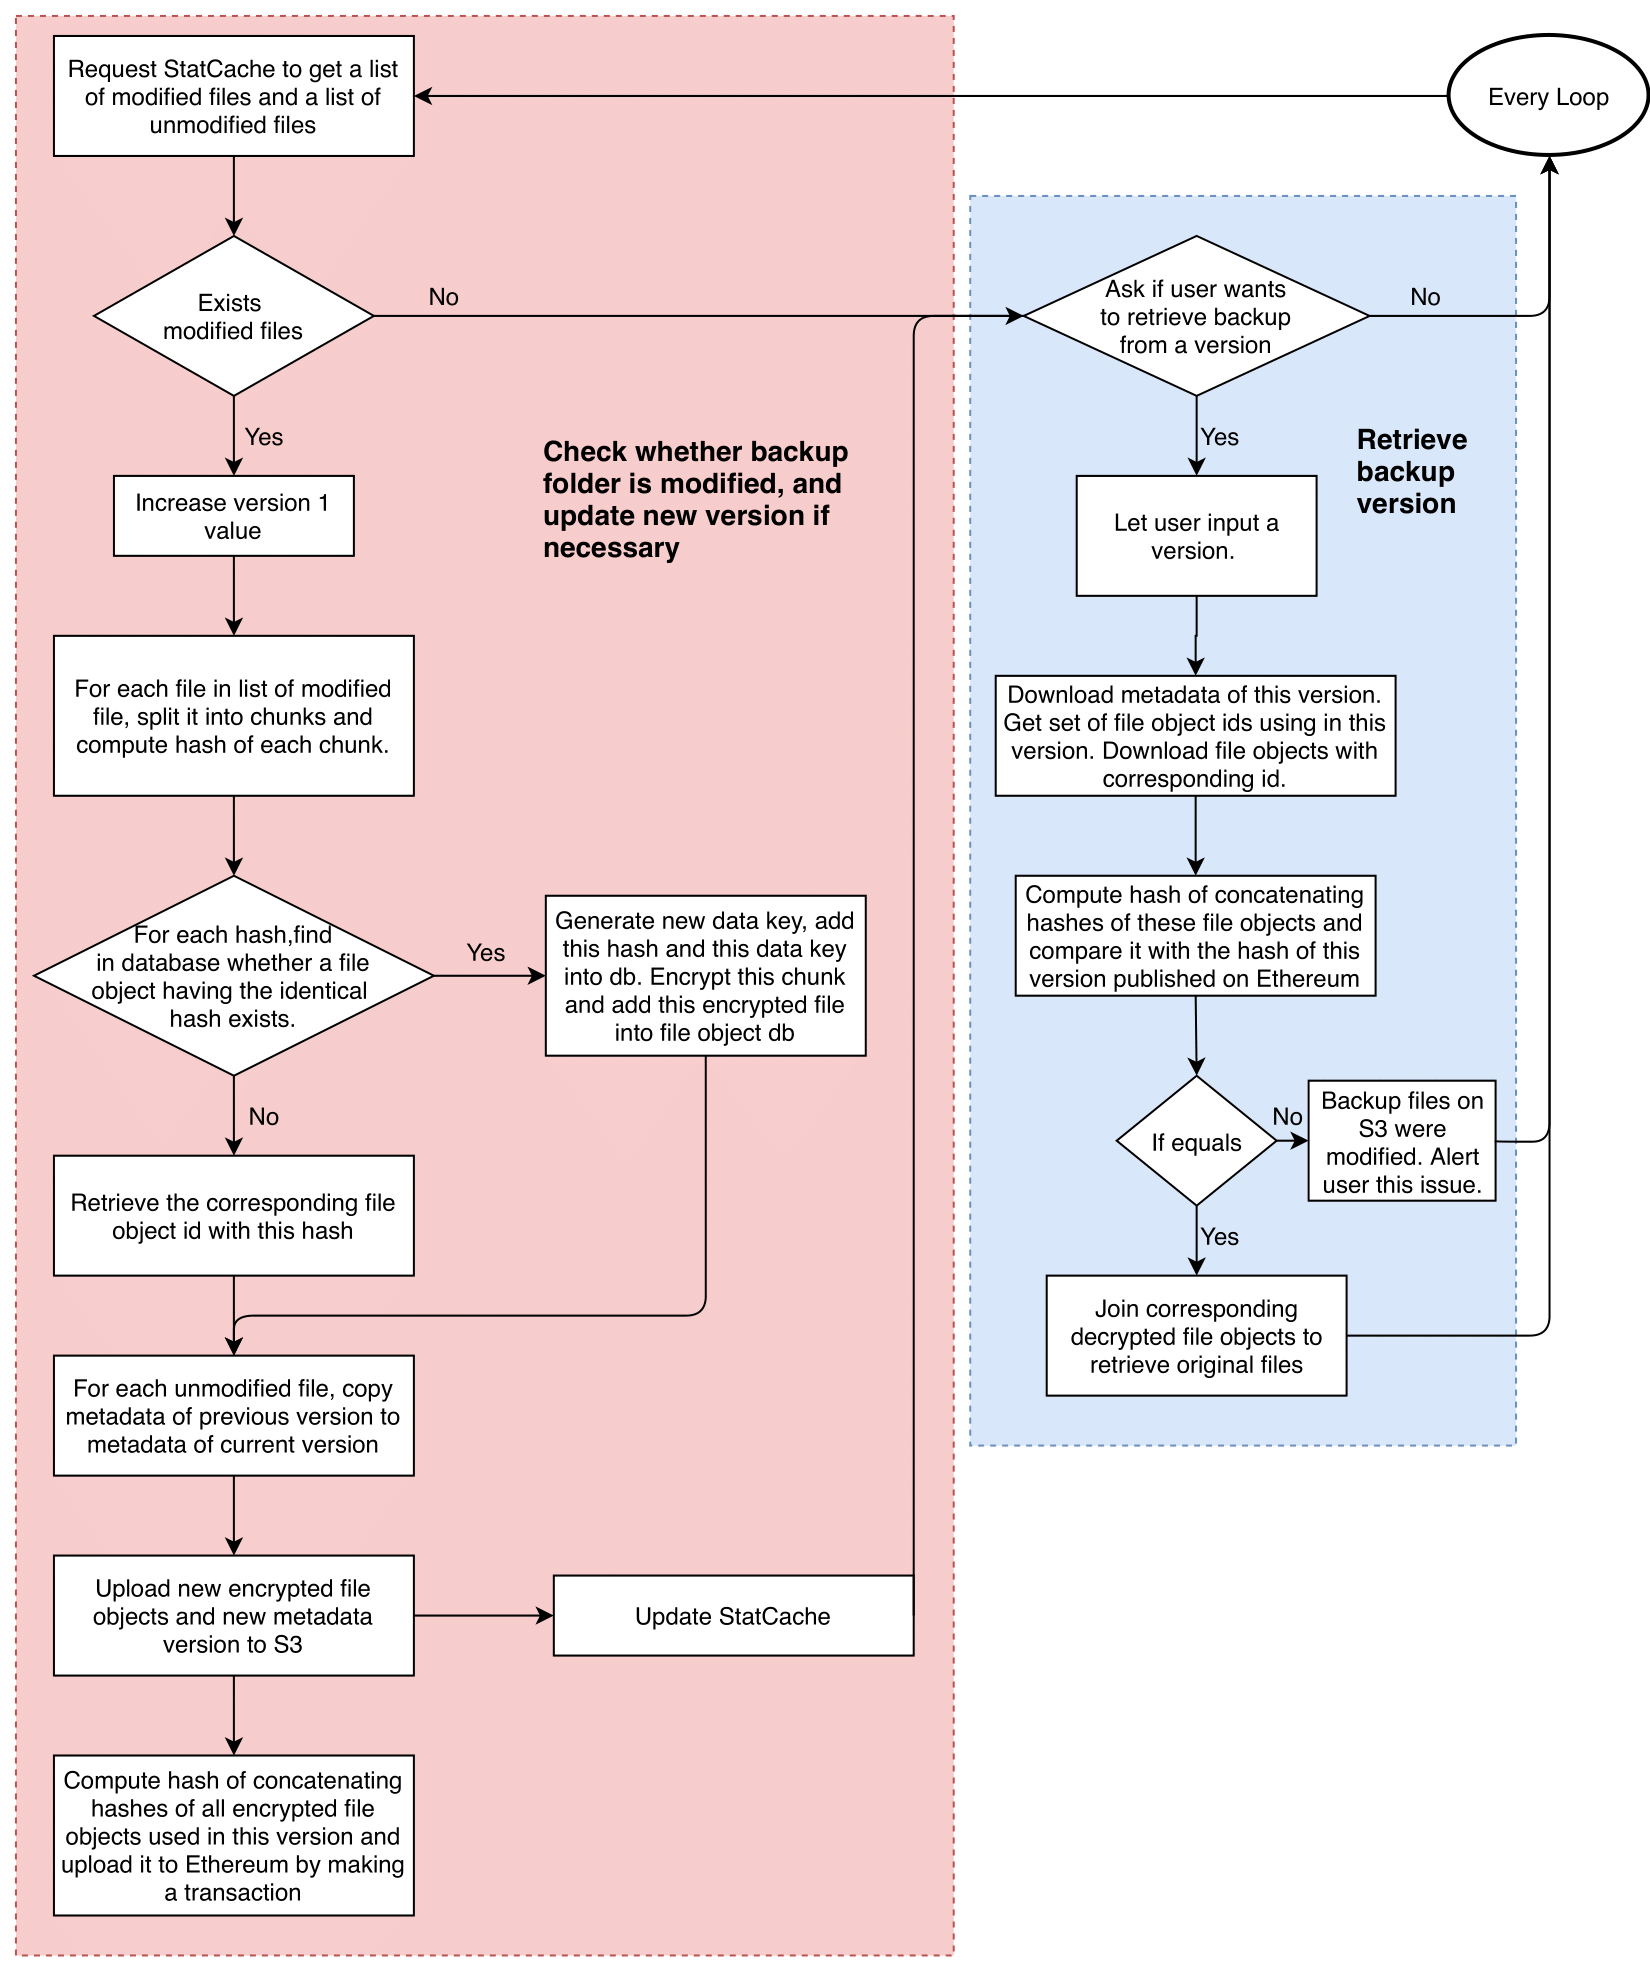 Request StatCache to get a list
of modified files and a list of
unmodified files
Every Loop
Exists
modified files
No
Yes
Increase version 1
value
Check whether backup
folder is modified, and
update new version if
necessary
For each file in list of modified
file, split it into chunks and
compute hash of each chunk.
For each hash,find
in database whether a file
object having the identical
hash exists.
Yes
Generate new data key, add
this hash and this data key
into db. Encrypt this chunk
and add this encrypted file
into file object db
No
Retrieve the corresponding file
object id with this hash
For each unmodified file, copy
metadata of previous version to
metadata of current version
Upload new encrypted file
objects and new metadata
version to S3
Update StatCache
Compute hash of concatenating
hashes of all encrypted file
objects used in this version and
upload it to Ethereum by making
a transaction
Ask if user wants
to retrieve backup
from a version
No
Yes
Retrieve
backup
version
Let user input a
version.
Download metadata of this version.
Get set of file object ids using in this
version. Download file objects with
corresponding id.
Compute hash of concatenating
hashes of these file objects and
compare it with the hash of this
version published on Ethereum
If equals
No
Backup files on
S3 were
modified. Alert
user this issue.
Yes
Join corresponding
decrypted file objects to
retrieve original files